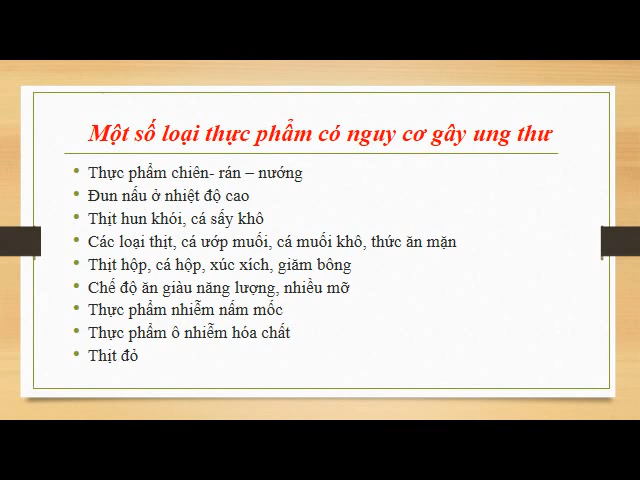 Một số loại thực phẩm có nguy cơ gây ung thư
• Thực phẩm chiên- rán – nướng
• Đun nấu ở nhiệt độ cao
• Thịt hun khói, cá sấy khô
• Các loại thịt, cá ướp muối, cá muối khô, thức ăn mặn
• Thịt hộp, cá hộp, xúc xích, giăm bông
• Chế độ ăn giàu năng lượng, nhiều mỡ
• Thực phẩm nhiễm nấm mốc
• Thực phẩm ô nhiễm hóa chất
• Thịt đỏ